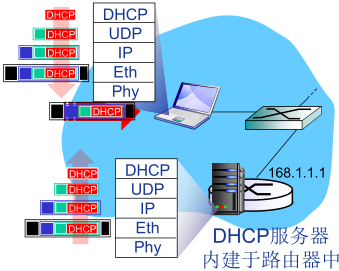 DHCP
DHCP
DHCP
DHCP
DHCP
DHCP
UDP
IP
Eth
Phy
168.1.1.1
DHCP
DHCP
DHCP
DHCP
DHCP
UDP
IP
Eth
Phy
DHCP服务器
内建于路由器中